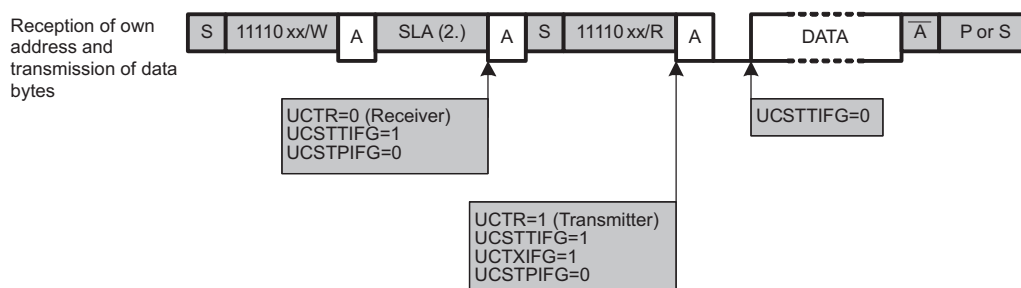 Reception of own
address and
transmission of data
bytes
S 11110 xx/W A SLA (2.) A S 11110 xx/R A DATA A P or S
UCTR=0 (Receiver)
UCSTTIFG=1
UCSTPIFG=0
UCSTTIFG=0
UCTR=1 (Transmitter)
UCSTTIFG=1
UCTXIFG=1
UCSTPIFG=0